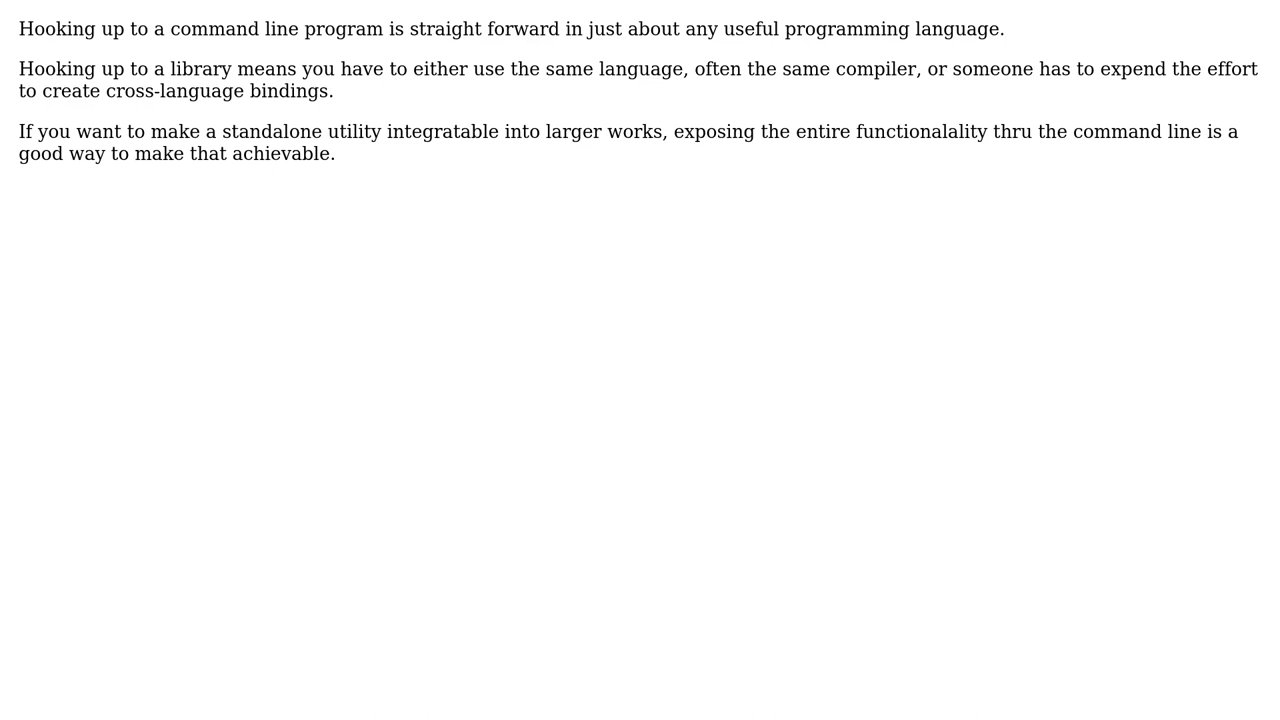 Hooking up to a command line program is straight forward in just about any useful programming language.
Hooking up to a library means you have to either use the same language, often the same compiler, or someone has to expend the effort
to create cross-language bindings.
If you want to make a standalone utility integratable into larger works, exposing the entire functionalality thru the command line is a
good way to make that achievable.